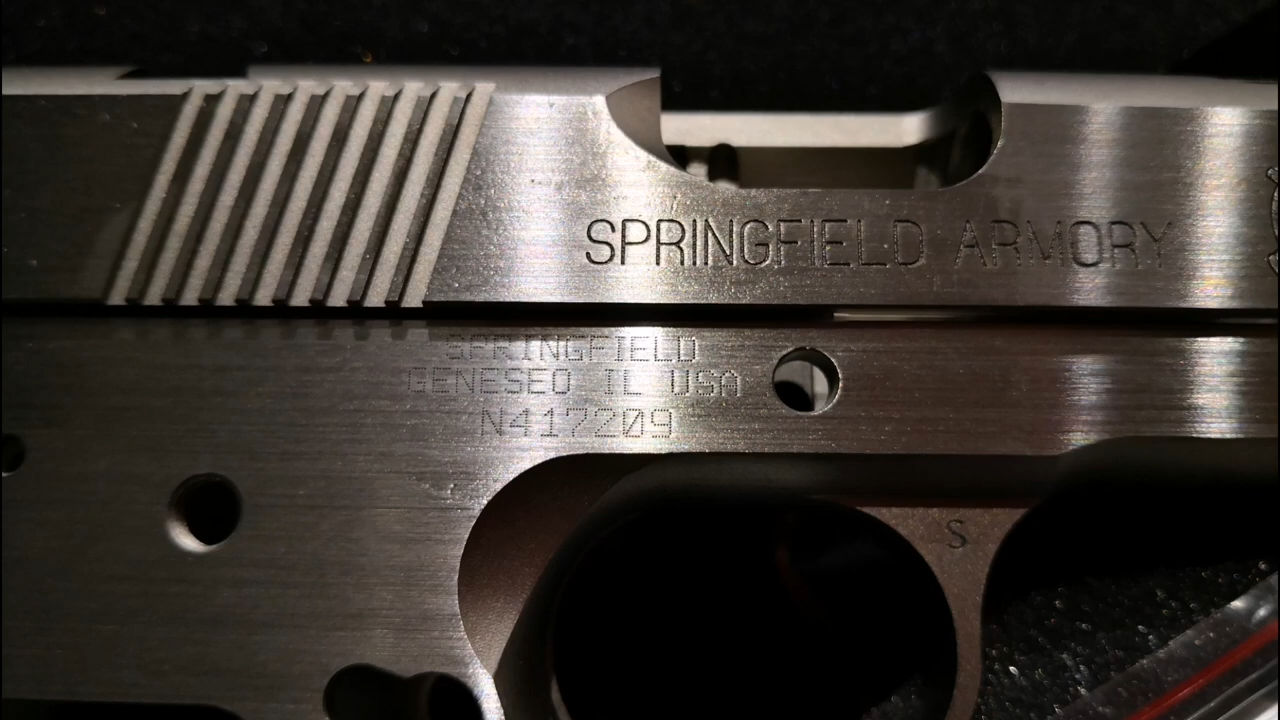 SPRINGFIELD ARMORY
SPRINGFIELD
GENESEO IL USA
N417209
S